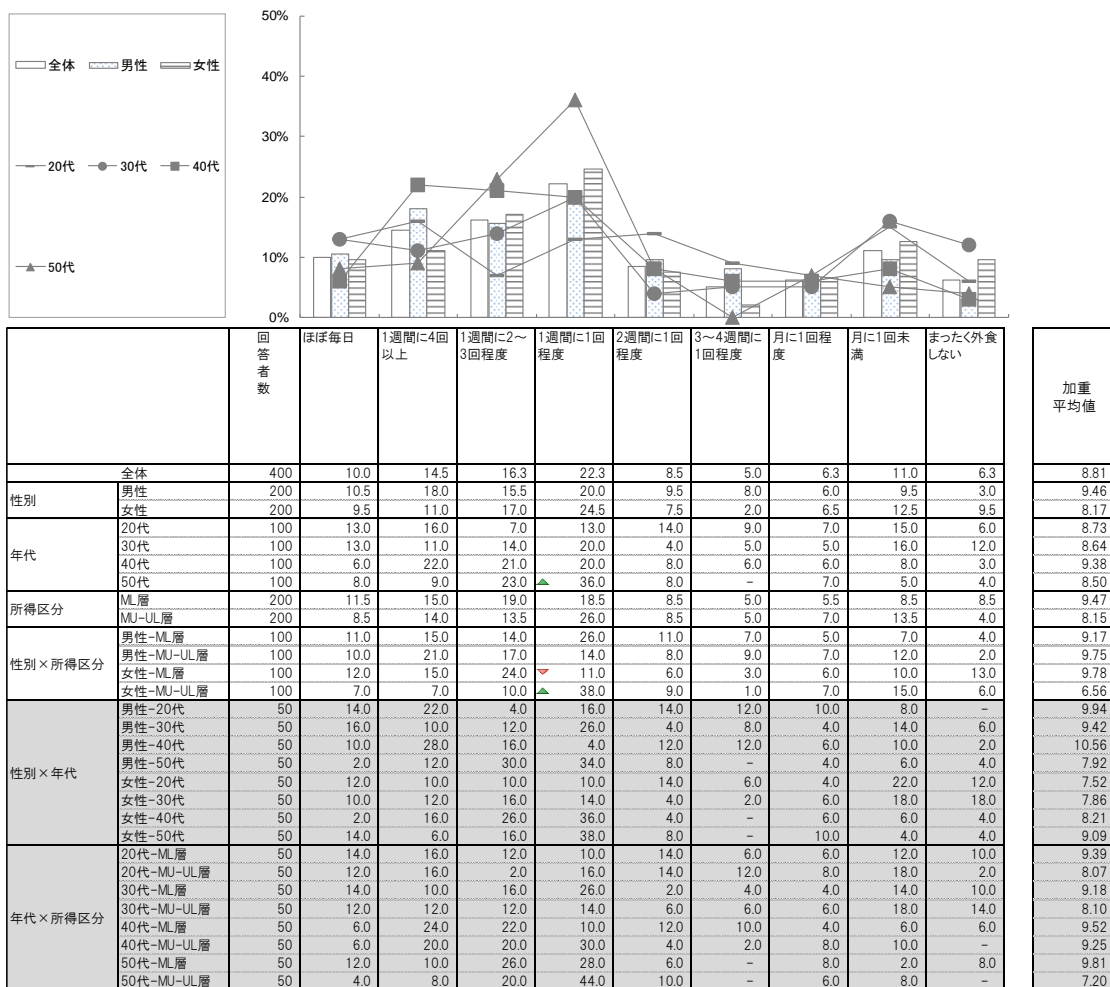 全体 男性 女性
20代 30代 40代
50代
50%
40%
30%
20%
10%
0%
回答者数 ほぼ毎日 1週間に4回以上 1週間に2～3回程度 1週間に1回程度 2週間に1回程度 3～4週間に1回程度 月に1回程度 月に1回未満 まったく外食しない 加重平均値
全体 400 10.0 14.5 16.3 22.3 8.5 5.0 6.3 11.0 6.3 8.81
性別 男性 200 10.5 18.0 15.5 20.0 9.5 8.0 6.0 9.5 3.0 9.46
女性 200 9.5 11.0 17.0 24.5 7.5 2.0 6.5 12.5 9.5 8.17
年代 20代 100 13.0 16.0 7.0 13.0 14.0 9.0 7.0 15.0 6.0 8.73
30代 100 13.0 11.0 14.0 20.0 4.0 5.0 5.0 16.0 12.0 8.64
40代 100 6.0 22.0 21.0 20.0 8.0 6.0 6.0 8.0 3.0 9.38
50代 100 8.0 9.0 23.0 36.0 8.0 - 7.0 5.0 4.0 8.50
所得区分 ML層 200 11.5 15.0 19.0 18.5 8.5 5.0 5.5 8.5 8.5 9.47
MU-UL層 200 8.5 14.0 13.5 26.0 8.5 5.0 7.0 13.5 4.0 8.15
性別×所得区分 男性-ML層 100 11.0 15.0 14.0 26.0 11.0 7.0 5.0 7.0 4.0 9.17
男性-MU-UL層 100 10.0 21.0 17.0 14.0 8.0 9.0 7.0 12.0 2.0 9.75
女性-ML層 100 12.0 15.0 24.0 11.0 6.0 3.0 6.0 10.0 13.0 9.78
女性-MU-UL層 100 7.0 7.0 10.0 38.0 9.0 1.0 7.0 15.0 6.0 6.56
性別×年代 男性-20代 50 14.0 22.0 4.0 16.0 14.0 12.0 10.0 8.0 - 9.94
男性-30代 50 16.0 10.0 12.0 26.0 4.0 8.0 4.0 14.0 6.0 9.42
男性-40代 50 10.0 28.0 16.0 4.0 12.0 12.0 6.0 10.0 2.0 10.56
男性-50代 50 2.0 12.0 30.0 34.0 8.0 - 4.0 6.0 4.0 7.92
女性-20代 50 12.0 10.0 10.0 10.0 14.0 6.0 4.0 22.0 12.0 7.52
女性-30代 50 10.0 12.0 16.0 14.0 4.0 2.0 6.0 18.0 18.0 7.86
女性-40代 50 2.0 16.0 26.0 36.0 4.0 - 6.0 6.0 4.0 8.21
女性-50代 50 14.0 6.0 16.0 38.0 8.0 - 10.0 4.0 4.0 9.09
年代×所得区分 20代-ML層 50 14.0 16.0 12.0 10.0 14.0 6.0 6.0 12.0 10.0 9.39
20代-MU-UL層 50 12.0 16.0 2.0 16.0 14.0 12.0 8.0 18.0 2.0 8.07
30代-ML層 50 14.0 10.0 16.0 26.0 2.0 4.0 4.0 14.0 10.0 9.18
30代-MU-UL層 50 12.0 12.0 12.0 14.0 6.0 6.0 6.0 18.0 14.0 8.10
40代-ML層 50 6.0 24.0 22.0 10.0 12.0 10.0 4.0 6.0 6.0 9.52
40代-MU-UL層 50 6.0 20.0 20.0 30.0 4.0 2.0 8.0 10.0 - 9.25
50代-ML層 50 12.0 10.0 26.0 28.0 6.0 - 8.0 2.0 8.0 9.81
50代-MU-UL層 50 4.0 8.0 20.0 44.0 10.0 - 6.0 8.0 - 7.20